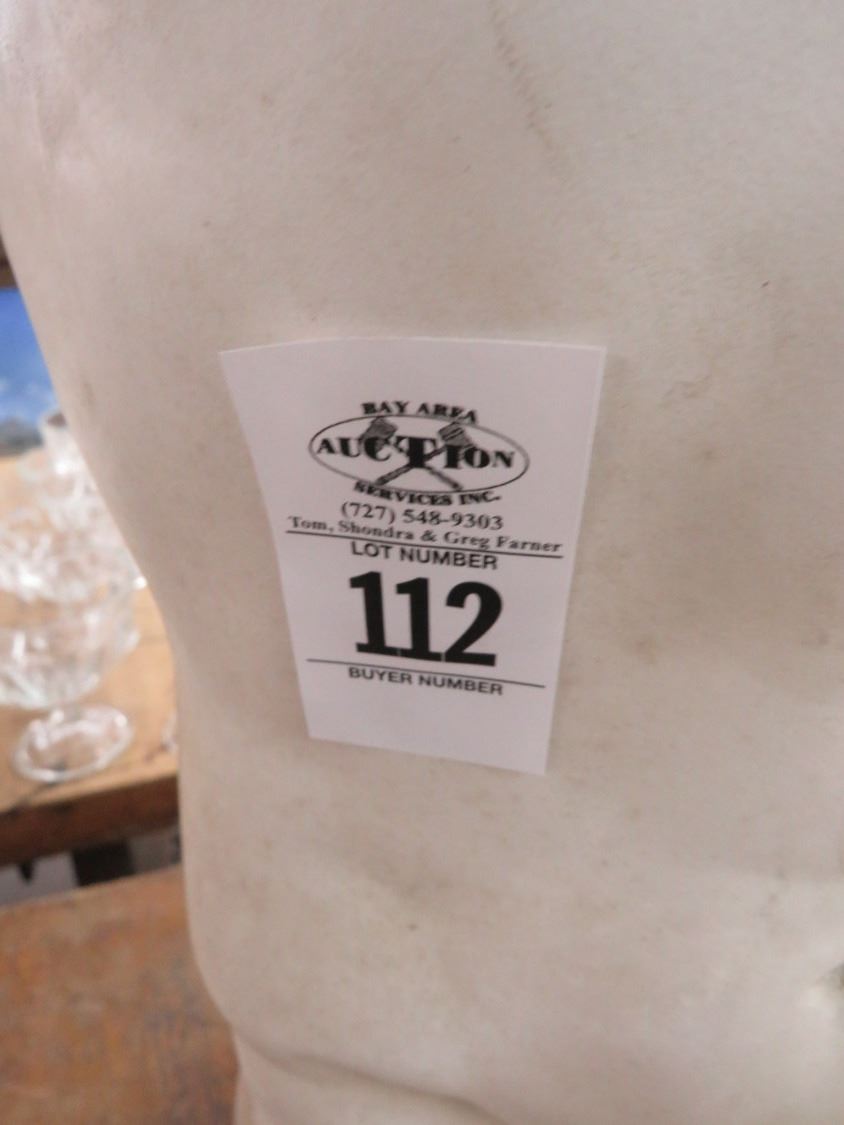 BAY AREA
AUCTION
SERVICES INC.
(727) 548-9303
Tom, Shondra & Greg Farner
LOT NUMBER
112
BUYER NUMBER